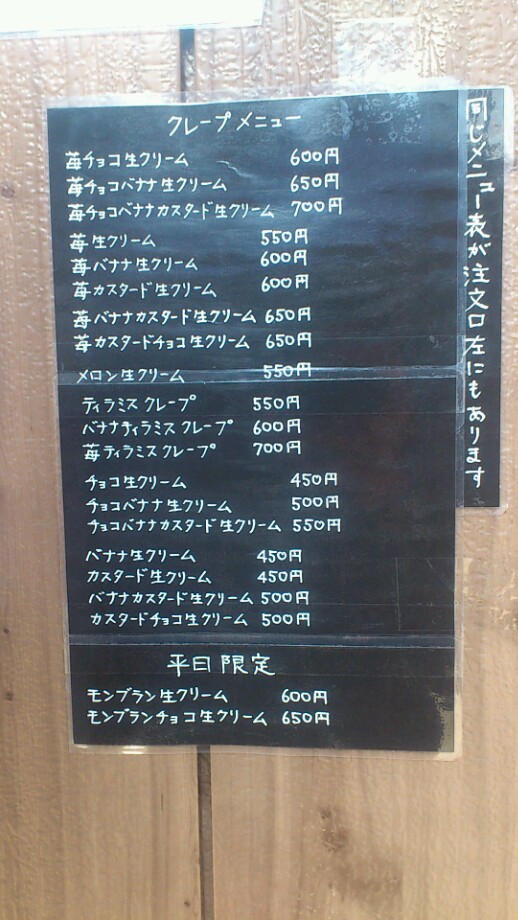 クレープメニュー
苺チョコ生クリーム 600円
苺チョコバナナ生クリーム 650円
苺チョコバナナカスタード生クリーム 700円
苺生クリーム 550円
苺バナナ生クリーム 600円
苺カスタード生クリーム 600円
苺バナナカスタード生クリーム 650円
苺カスタードチョコ生クリーム 650円
メロン生クリーム 550円
ティラミスクレープ 550円
バナナティラミスクレープ 600円
苺ティラミスクレープ 700円
チョコ生クリーム 450円
チョコバナナ生クリーム 500円
チョコバナナカスタード生クリーム 550円
バナナ生クリーム 450円
カスタード生クリーム 450円
バナナカスタード生クリーム 500円
カスタードチョコ生クリーム 500円
平日限定
モンブラン生クリーム 600円
モンブランチョコ生クリーム 650円
同じメニュー表が注文口左にもあります